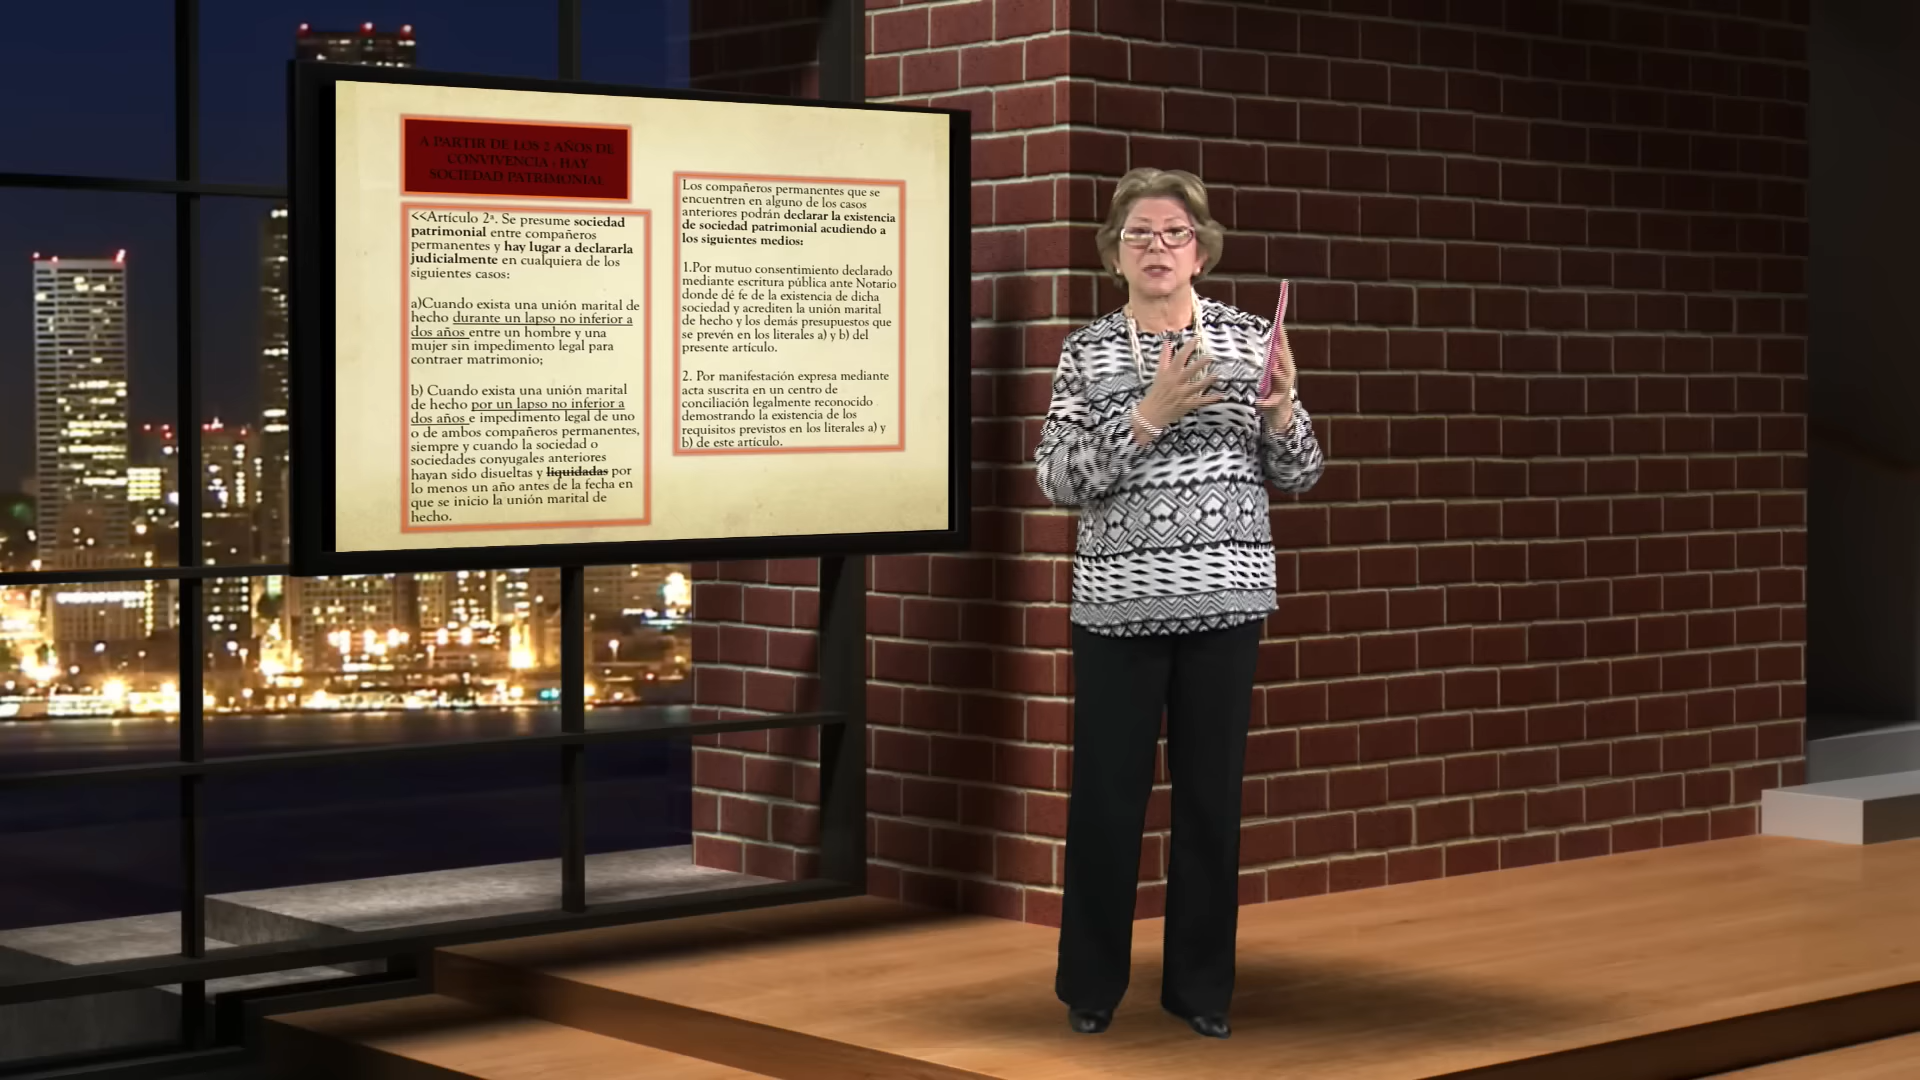 A PARTIR DE LOS 2 AÑOS DE
CONVIVENCIA : HAY
SOCIEDAD PATRIMONIAL
<<Artículo 2ª. Se presume sociedad
patrimonial entre compañeros
permanentes y hay lugar a declararla
judicialmente en cualquiera de los
siguientes casos:
a)Cuando exista una unión marital de
hecho durante un lapso no inferior a
dos años entre un hombre y una
mujer sin impedimento legal para
contraer matrimonio;
b) Cuando exista una unión marital
de hecho por un lapso no inferior a
dos años e impedimento legal de uno
o de ambos compañeros permanentes,
siempre y cuando la sociedad o
sociedades conyugales anteriores
hayan sido disueltas y liquidadas por
lo menos un año antes de la fecha en
que se inicio la unión marital de
hecho.
Los compañeros permanentes que se
encuentren en alguno de los casos
anteriores podrán declarar la existencia
de sociedad patrimonial acudiendo a
los siguientes medios:
1.Por mutuo consentimiento declarado
mediante escritura pública ante Notario
donde dé fe de la existencia de dicha
sociedad y acrediten la unión marital
de hecho y los demás presupuestos que
se prevén en los literales a) y b) del
presente artículo.
2. Por manifestación expresa mediante
acta suscrita en un centro de
conciliación legalmente reconocido
demostrando la existencia de los
requisitos previstos en los literales a) y
b) de este artículo.